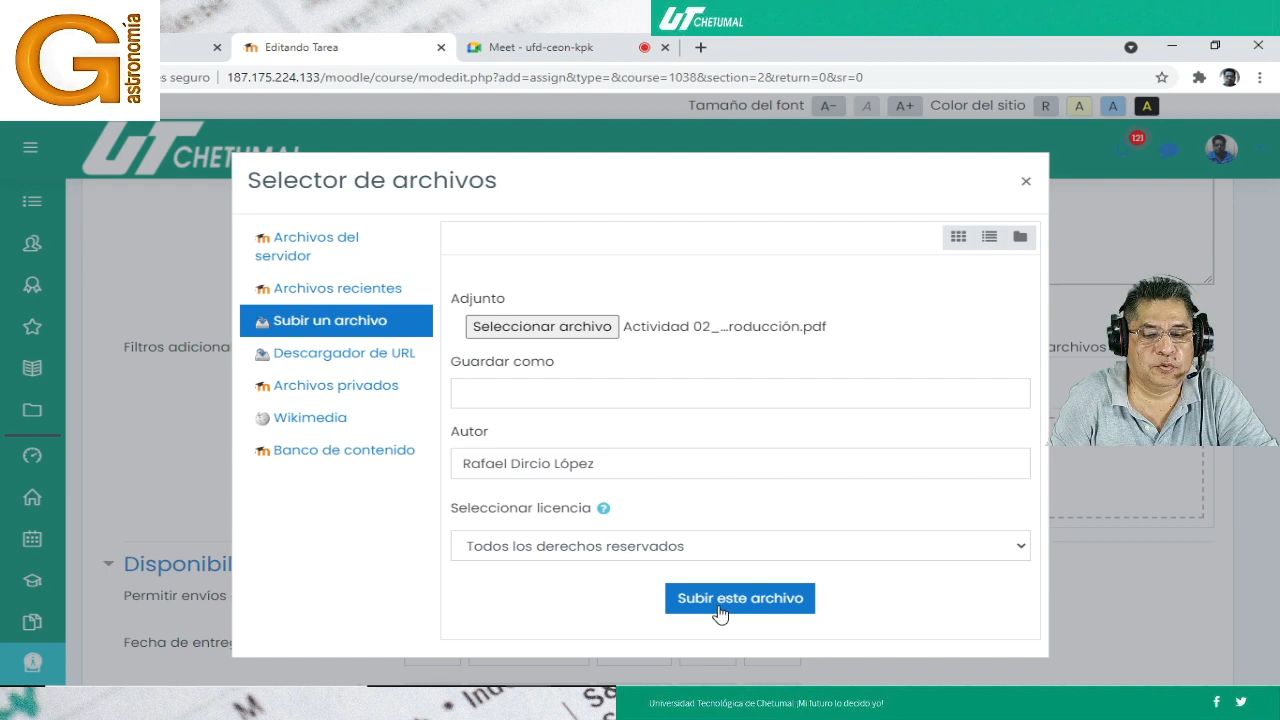 G
astronomía
UT CHETUMAL
Editando Tarea
Meet - ufd-ceon-kpk
es seguro
187.175.224.133/moodle/course/modedit.php?add=assign&type=&course=1038&section=2&return=0&sr=0
Tamaño del font A- A A+ Color del sitio R A A A
UT CHETUMAL
121
Selector de archivos
Archivos del
servidor
Archivos recientes
Subir un archivo
Descargador de URL
Archivos privados
Wikimedia
Banco de contenido
Adjunto
Seleccionar archivo Actividad 02_...roducción.pdf
Guardar como
Autor
Rafael Dircio López
Seleccionar licencia ?
Todos los derechos reservados
Subir este archivo
Filtros adiciona
archivos
Disponibil
Permitir envíos
Fecha de entreg
Universidad Tecnológica de Chetumal ¡Mi futuro lo decido yo!